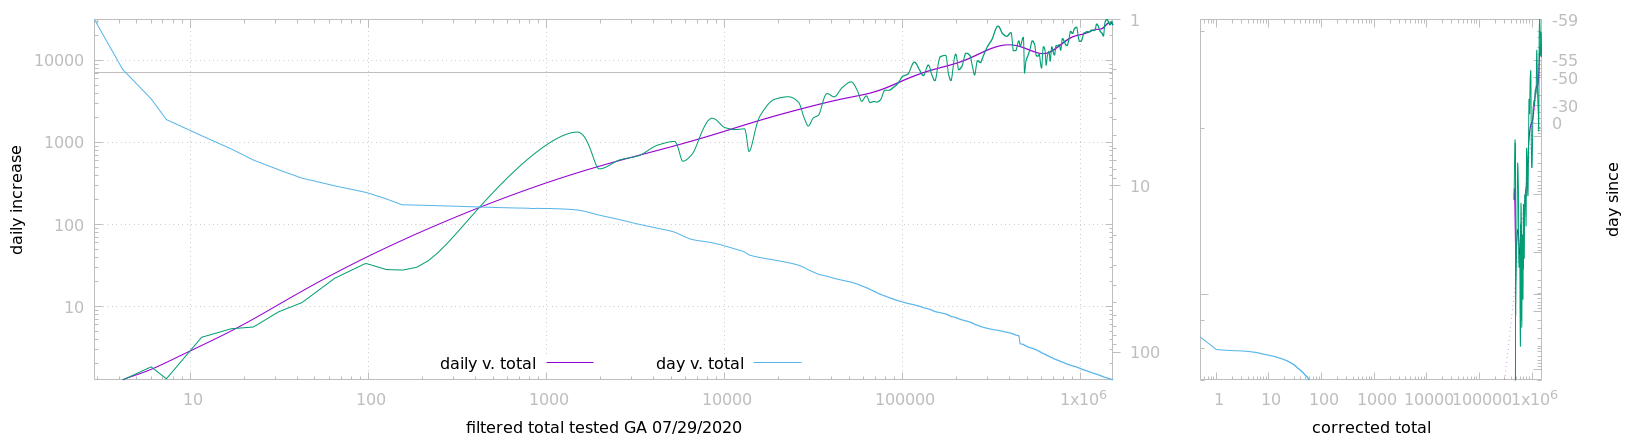 10000
1000
100
10
daily increase
1
10
100
daily v. total
day v. total
10
100
1000
10000
100000
1x10^6
filtered total tested GA 07/29/2020
-59
-55
-50
-30
0
day since
1
10
100
1000
10000
100000
1x10^6
corrected total